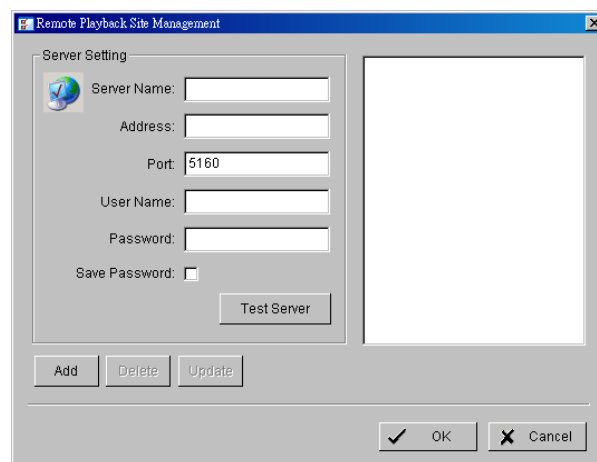 Remote Playback Site Management
Server Setting
Server Name:
Address:
Port: 5160
User Name:
Password:
Save Password:
Test Server
Add Delete Update
OK Cancel